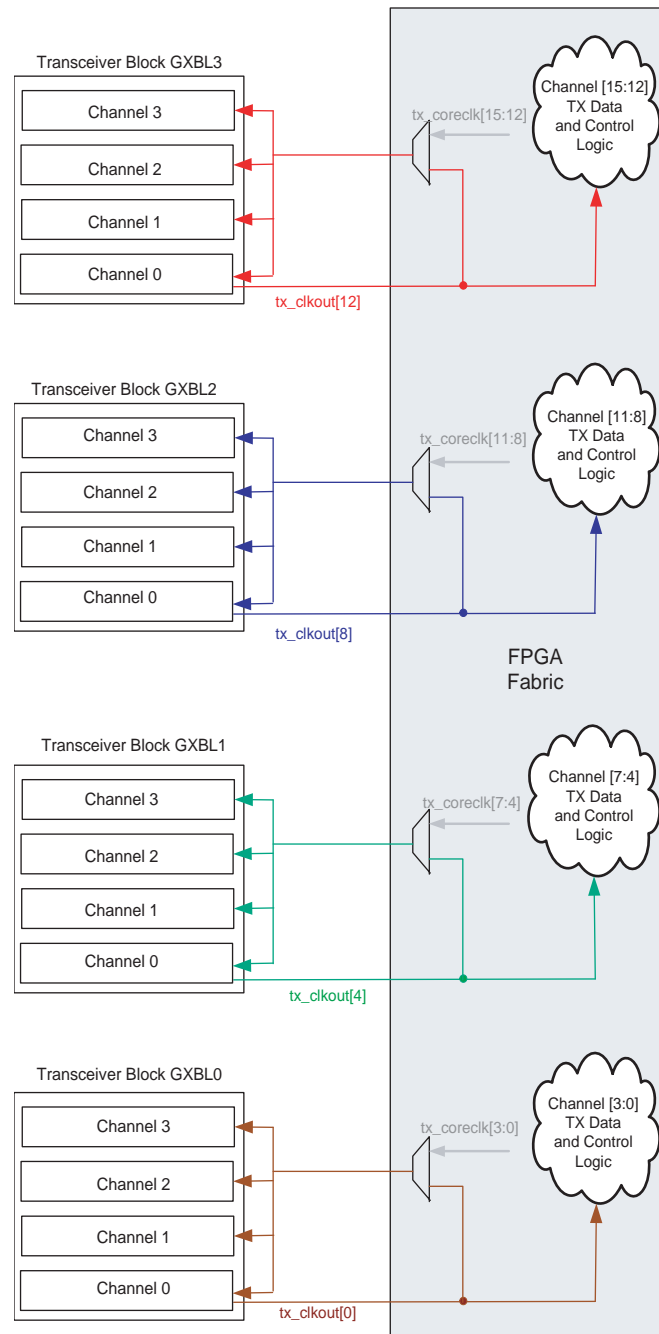 Transceiver Block GXBL3
Channel 3
Channel 2
Channel 1
Channel 0
tx_clkout[12]
tx_coreclk[15:12]
Channel [15:12]
TX Data
and Control
Logic
Transceiver Block GXBL2
Channel 3
Channel 2
Channel 1
Channel 0
tx_clkout[8]
tx_coreclk[11:8]
Channel [11:8]
TX Data
and Control
Logic
FPGA
Fabric
Transceiver Block GXBL1
Channel 3
Channel 2
Channel 1
Channel 0
tx_clkout[4]
tx_coreclk[7:4]
Channel [7:4]
TX Data
and Control
Logic
Transceiver Block GXBL0
Channel 3
Channel 2
Channel 1
Channel 0
tx_clkout[0]
tx_coreclk[3:0]
Channel [3:0]
TX Data
and Control
Logic